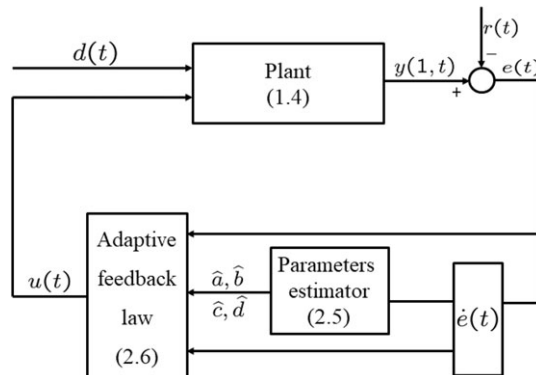 r(t)
−
d(t)
Plant
(1.4)
y(1, t)
+
e(t)
Adaptive
feedback
law
(2.6)
u(t)
â, b̂
ĉ, d̂
Parameters
estimator
(2.5)
ė(t)